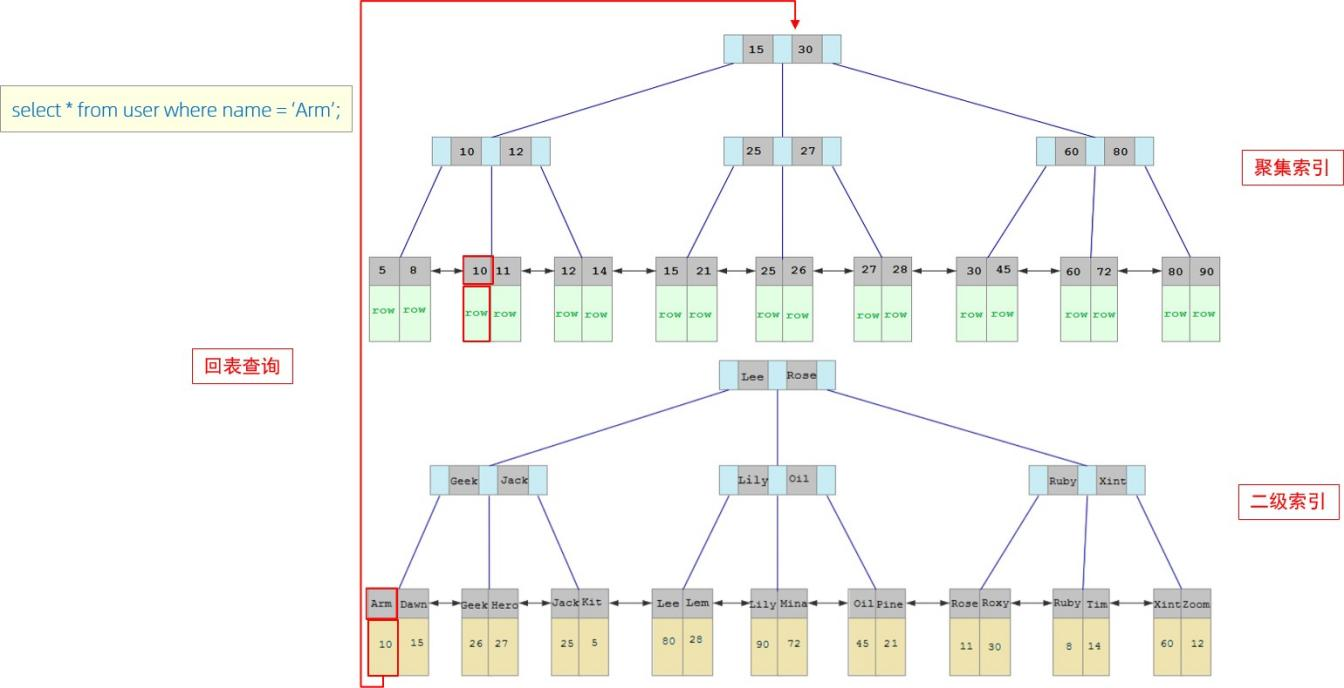 15 30
select * from user where name = ‘Arm’;
10 12
25 27
60 80
聚集索引
5 8
10 11
12 14
15 21
25 26
27 28
30 45
60 72
80 90
row row
row row
row row
row row
row row
row row
row row
row row
row row
回表查询
Lee Rose
Geek Jack
Lily Oil
Ruby Xint
二级索引
Arm Dawn
Geek Hero
Jack Kit
Lee Lem
Lily Mina
Oil Pine
Rose Roxy
Ruby Tim
Xint Zoom
10 15
26 27
25 5
80 28
90 72
45 21
11 30
8 14
60 12